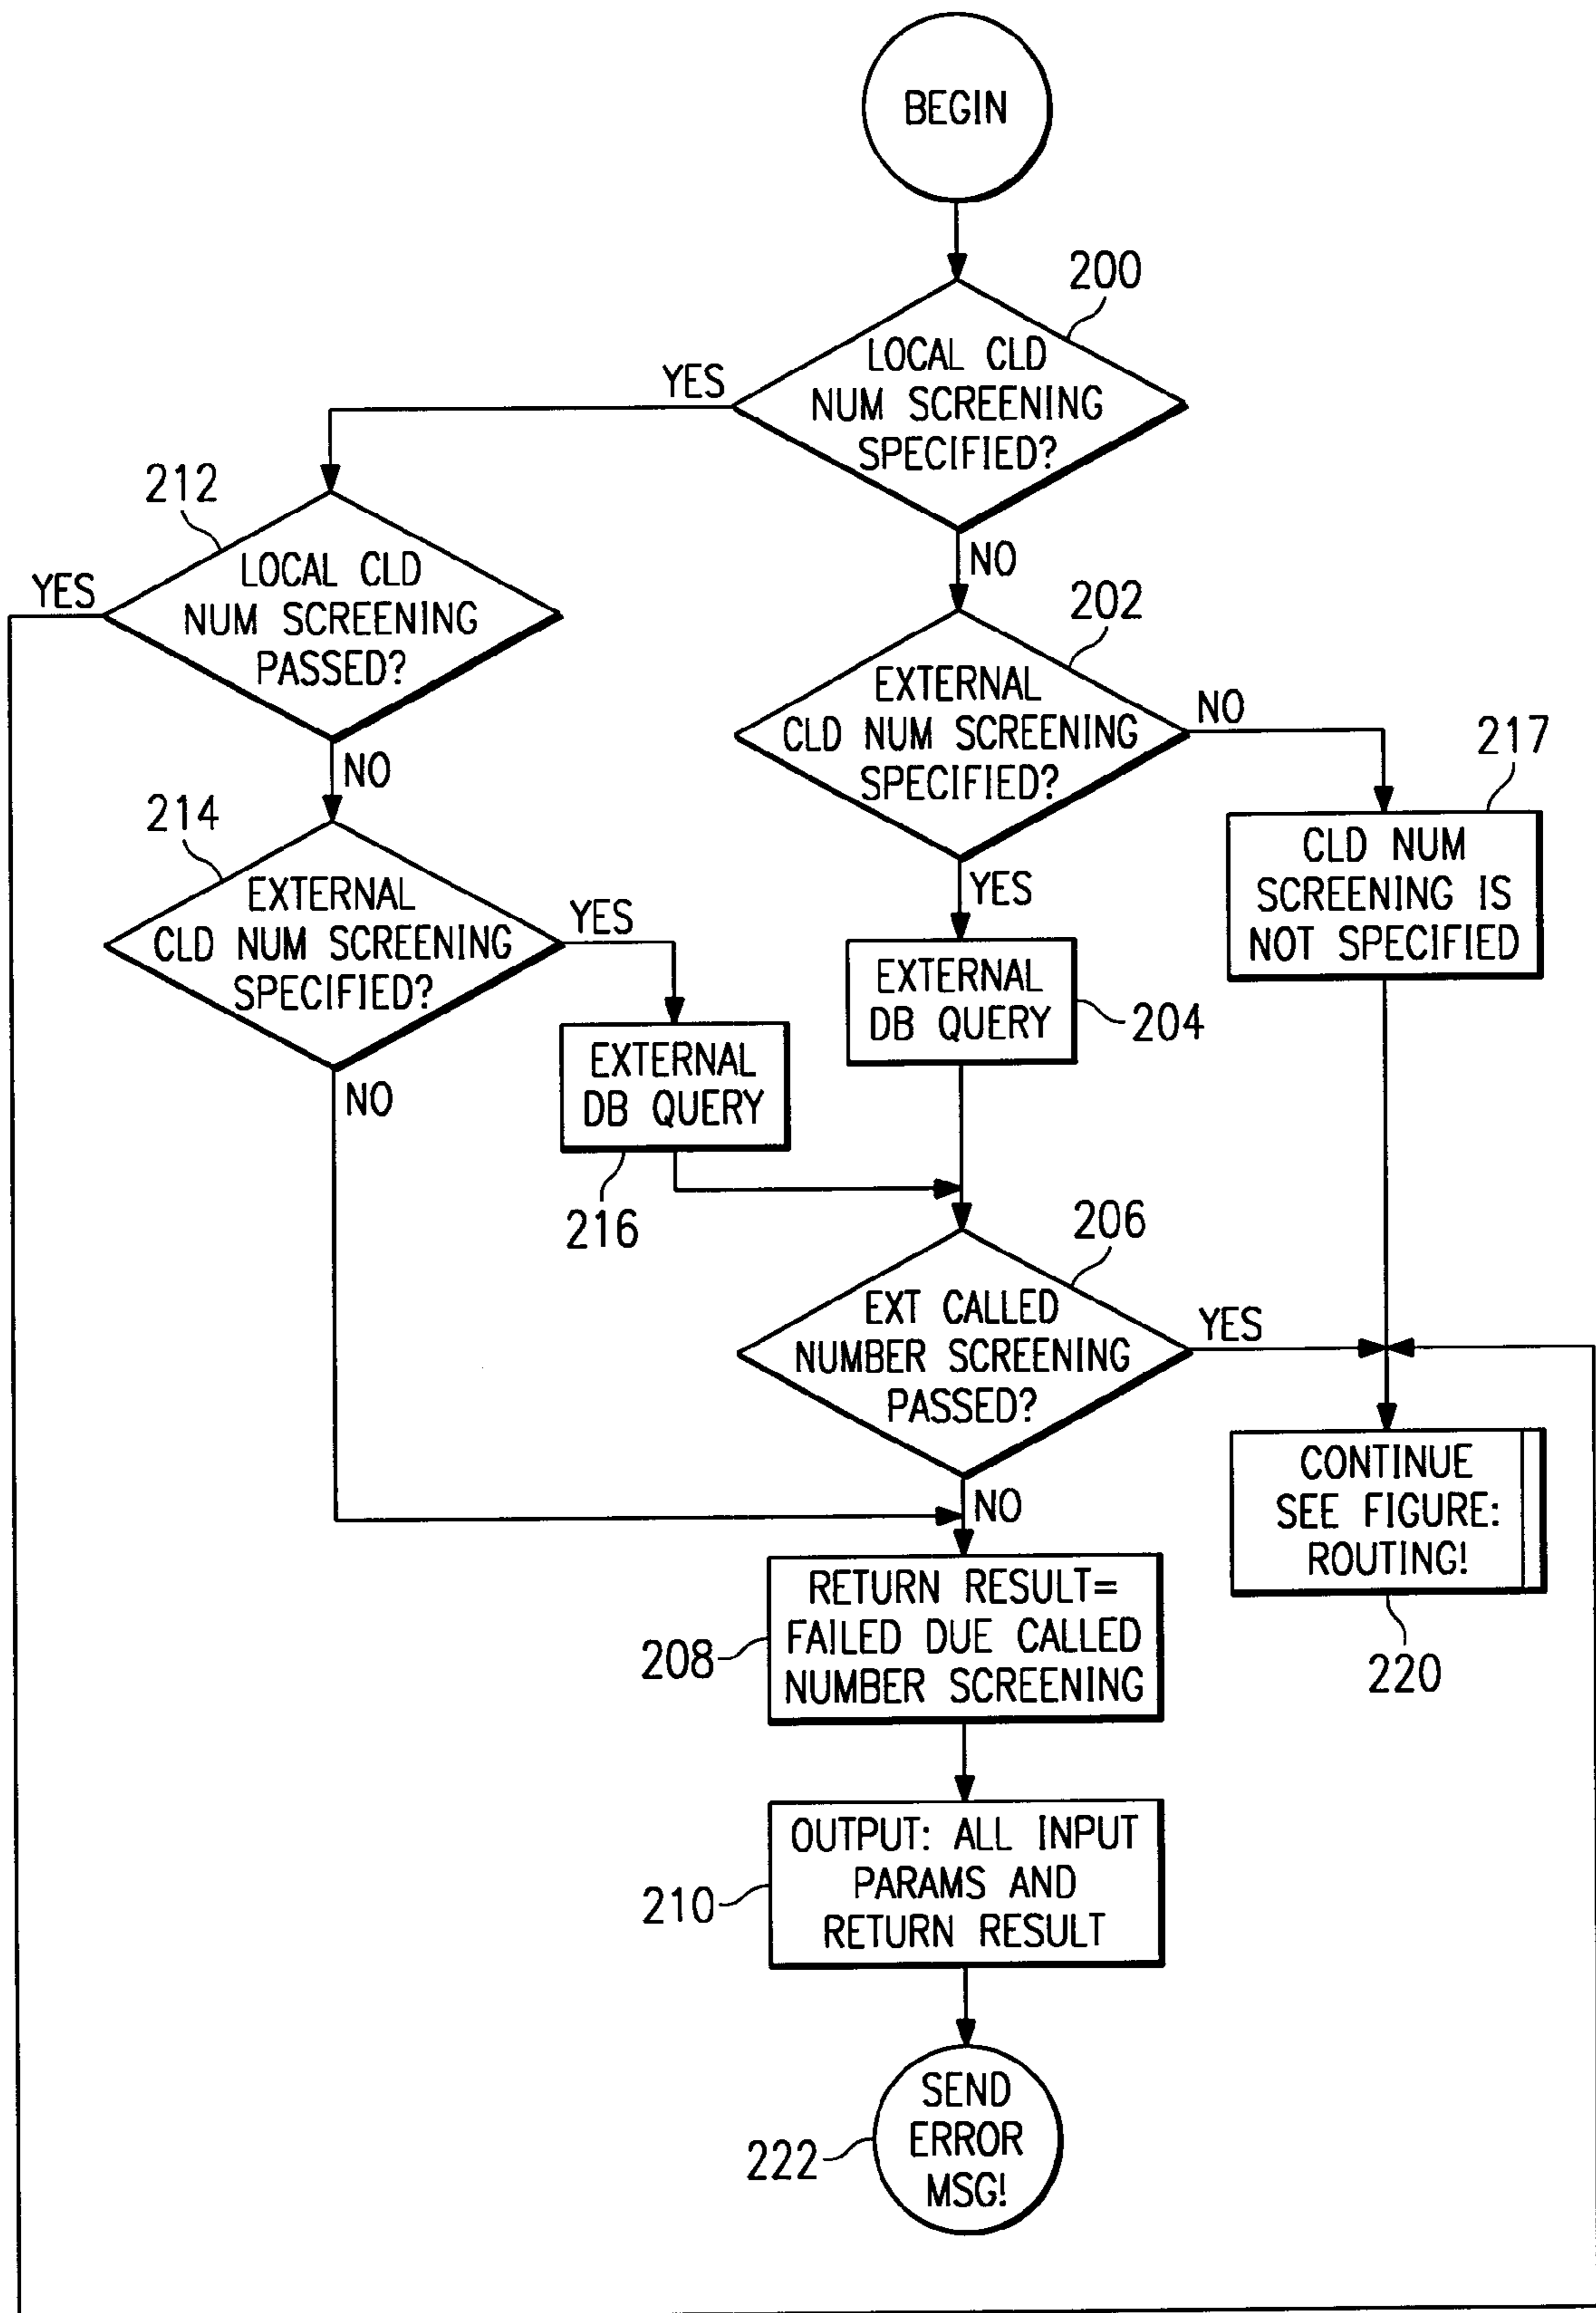 BEGIN
200
LOCAL CLD
NUM SCREENING
SPECIFIED?
YES
NO
212
LOCAL CLD
NUM SCREENING
PASSED?
YES
NO
202
EXTERNAL
CLD NUM SCREENING
SPECIFIED?
NO
YES
217
CLD NUM
SCREENING IS
NOT SPECIFIED
214
EXTERNAL
CLD NUM SCREENING
SPECIFIED?
YES
NO
EXTERNAL
DB QUERY
204
EXTERNAL
DB QUERY
216
206
EXT CALLED
NUMBER SCREENING
PASSED?
YES
NO
CONTINUE
SEE FIGURE:
ROUTING!
220
RETURN RESULT=
FAILED DUE CALLED
NUMBER SCREENING
208
OUTPUT: ALL INPUT
PARAMS AND
RETURN RESULT
210
SEND
ERROR
MSG!
222